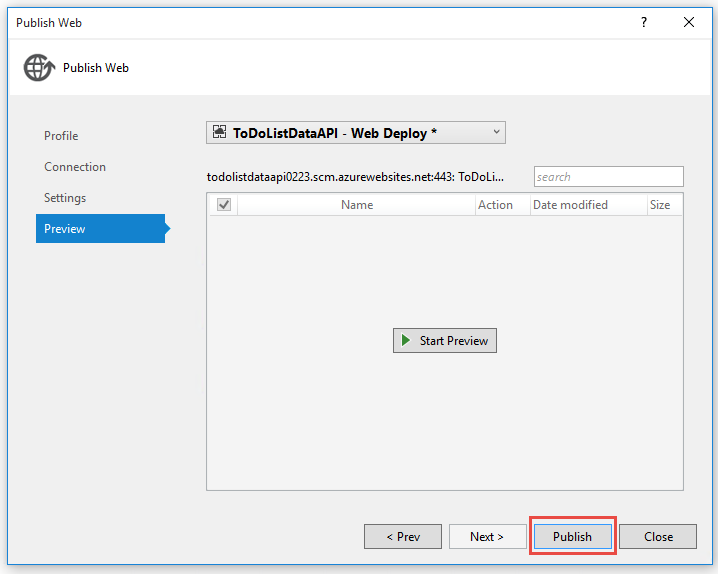 Publish Web
?
Publish Web
Profile
Connection
Settings
Preview
ToDoListDataAPI - Web Deploy *
todolistdataapi0223.scm.azurewebsites.net:443: ToDoLi...
search
Name Action Date modified Size
Start Preview
< Prev Next > Publish Close